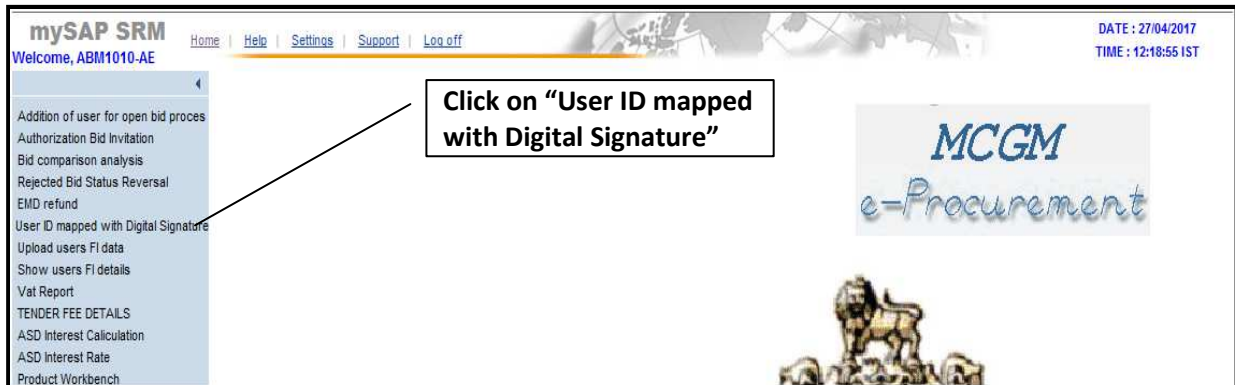 mySAP SRM
Home | Help | Settings | Support | Log off
DATE : 27/04/2017
Welcome, ABM1010-AE
TIME : 12:18:55 IST
Click on “User ID mapped
with Digital Signature”
Addition of user for open bid proces
Authorization Bid Invitation
Bid comparison analysis
Rejected Bid Status Reversal
EMD refund
User ID mapped with Digital Signature
Upload users FI data
Show users FI details
Vat Report
TENDER FEE DETAILS
ASD Interest Caliculation
ASD Interest Rate
Product Workbench
MCGM
e-Procurement